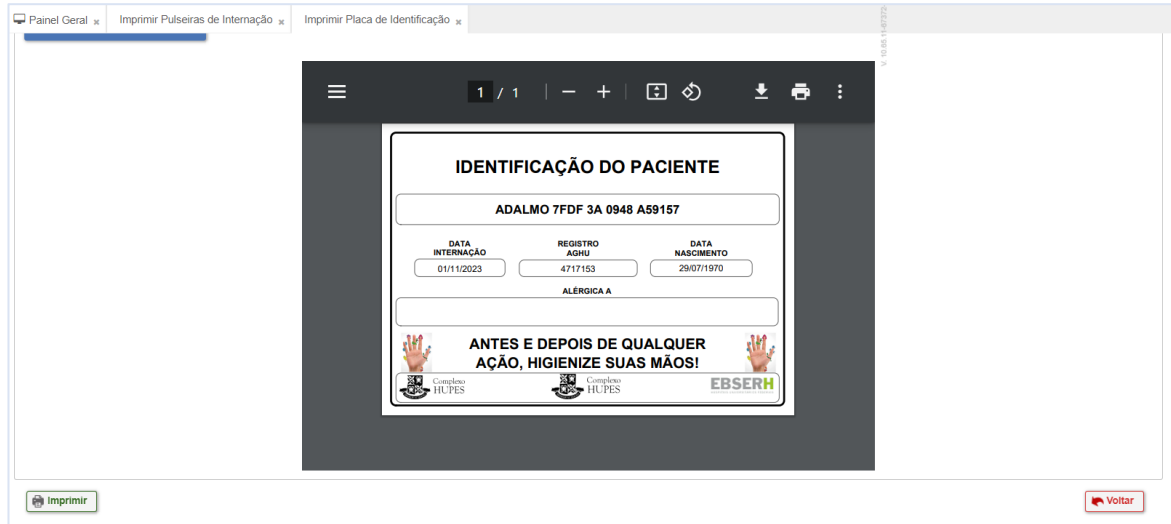 Painel Geral x Imprimir Pulseiras de Internação x Imprimir Placa de Identificação x
1 / 1
IDENTIFICAÇÃO DO PACIENTE
ADALMO 7FDF 3A 0948 A59157
DATA INTERNAÇÃO
REGISTRO AGHU
DATA NASCIMENTO
01/11/2023 4717153 29/07/1970
ALÉRGICA A
ANTES E DEPOIS DE QUALQUER
AÇÃO, HIGIENIZE SUAS MÃOS!
Complexo
HUPES
Complexo
HUPES
EBSERH
Imprimir Voltar